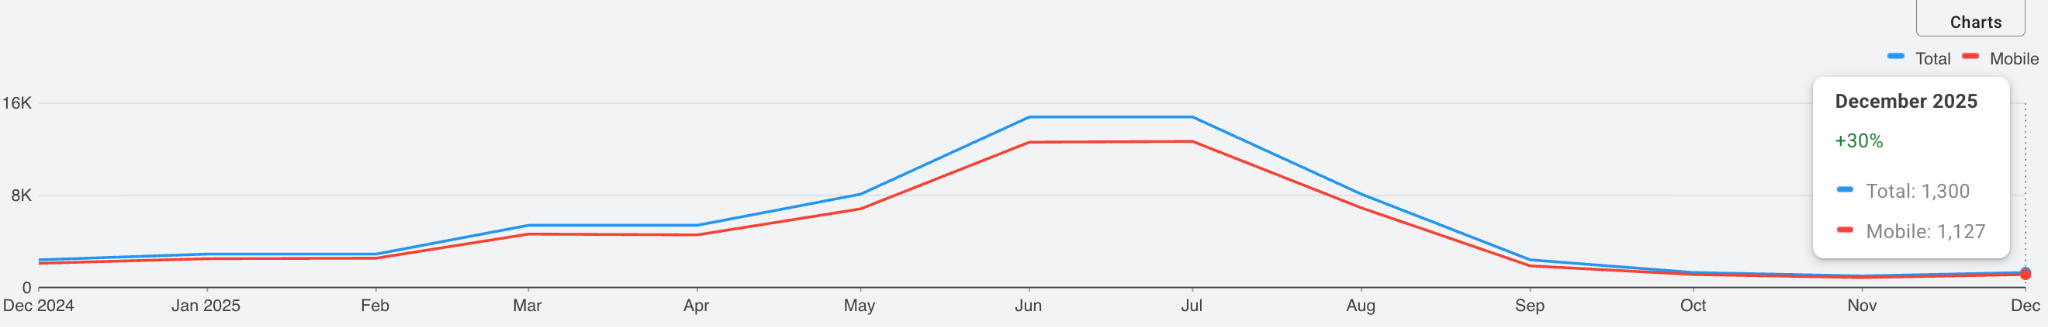 Charts
Total Mobile
December 2025
+30%
Total: 1,300
Mobile: 1,127
16K
8K
0
Dec 2024 Jan 2025 Feb Mar Apr May Jun Jul Aug Sep Oct Nov Dec